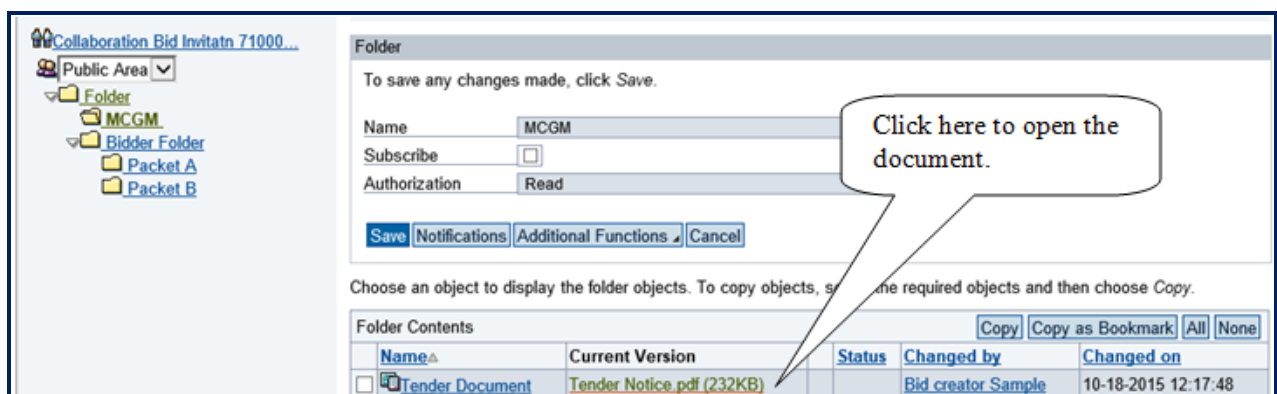 Collaboration Bid Invitatn 71000...
Public Area
Folder
MCGM
Bidder Folder
Packet A
Packet B
Folder
To save any changes made, click Save.
Name MCGM
Subscribe
Authorization Read
Save Notifications Additional Functions Cancel
Click here to open the
document.
Choose an object to display the folder objects. To copy objects, required objects and then choose Copy.
Folder Contents Copy Copy as Bookmark All None
Name Current Version Status Changed by Changed on
Tender Document Tender Notice.pdf (232KB) Bid creator Sample 10-18-2015 12:17:48